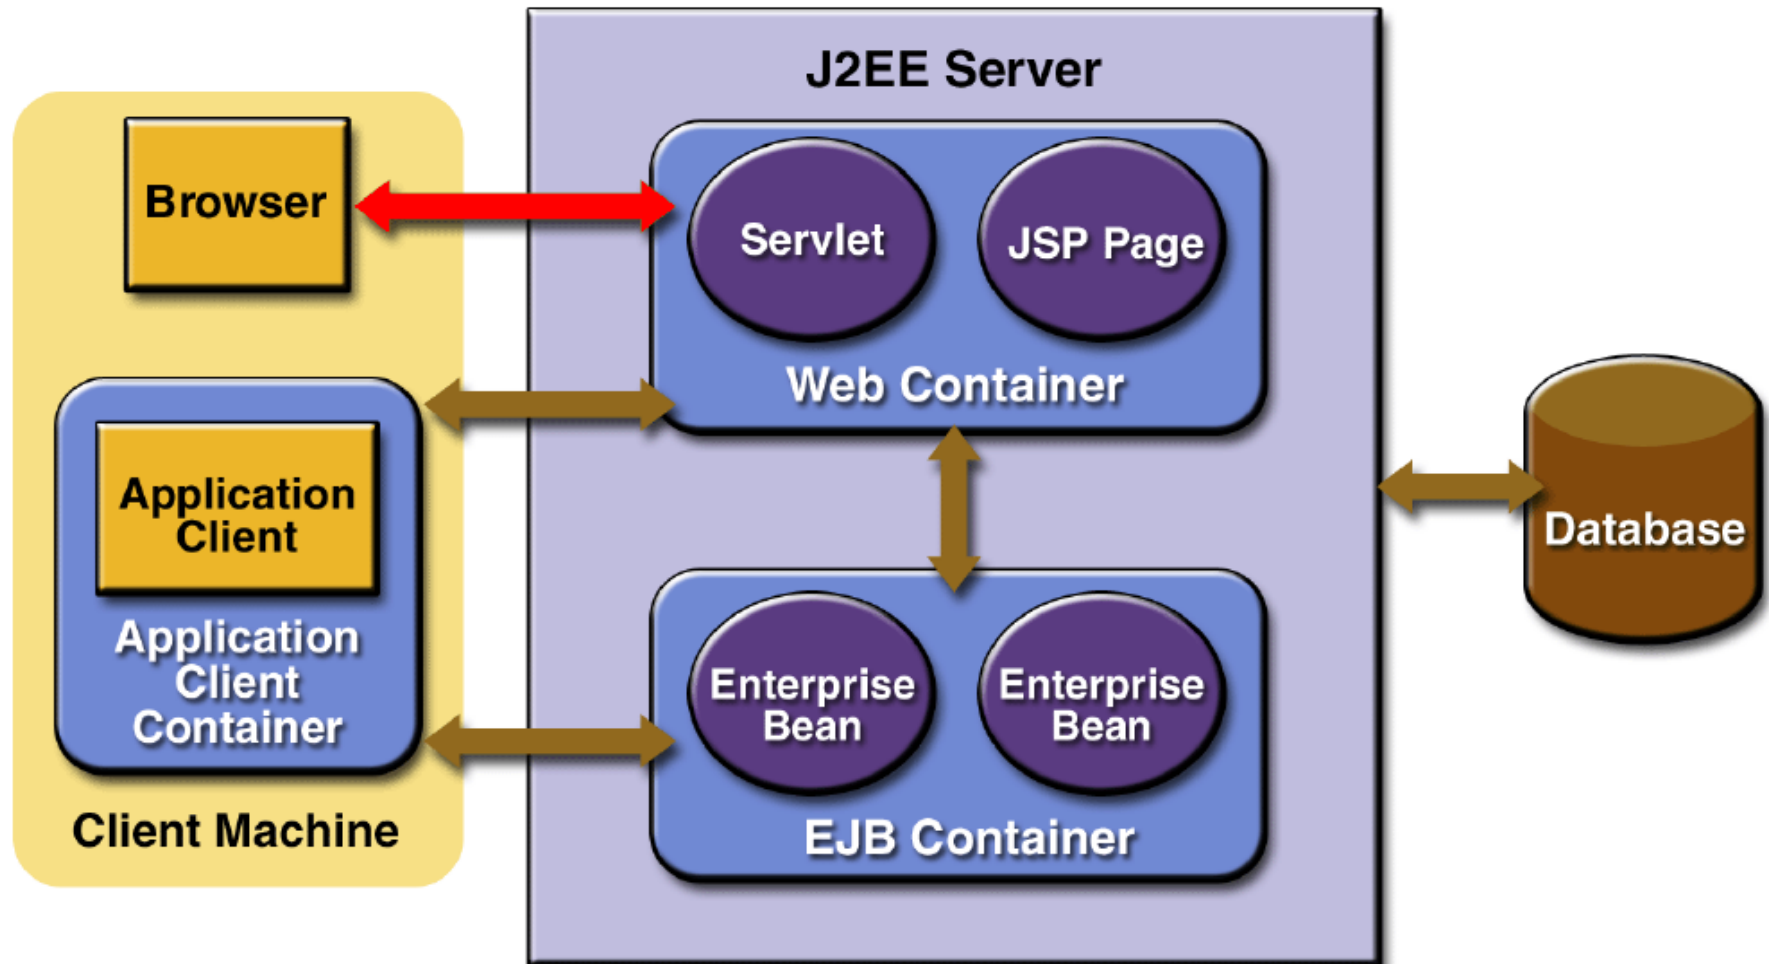 J2EE Server
Browser
Servlet
JSP Page
Web Container
Application
Client
Application
Client
Container
Client Machine
Enterprise
Bean
Enterprise
Bean
EJB Container
Database